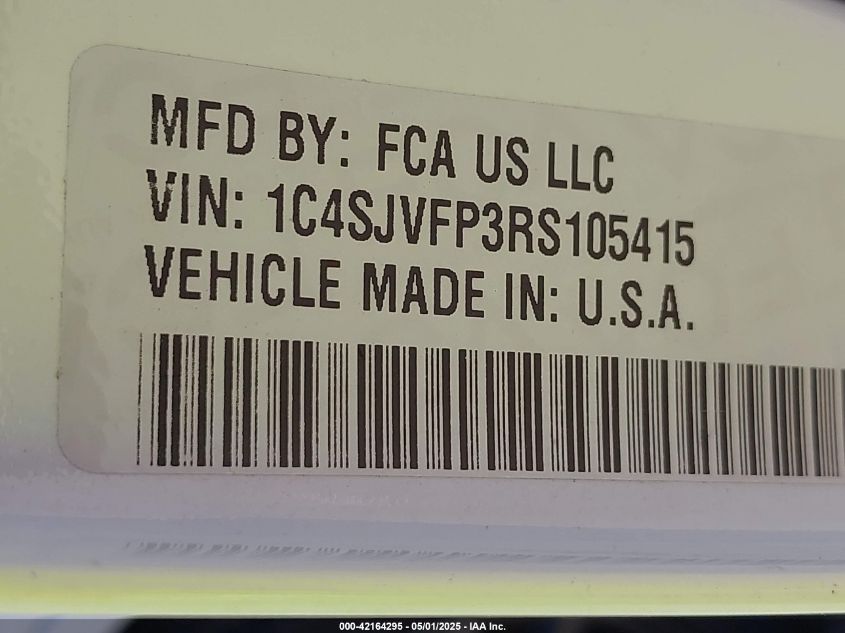 MFD BY: FCA US LLC
VIN: 1C4SJVFP3RS105415
VEHICLE MADE IN: U.S.A.
000-42164295 - 05/01/2025 - IAA Inc.